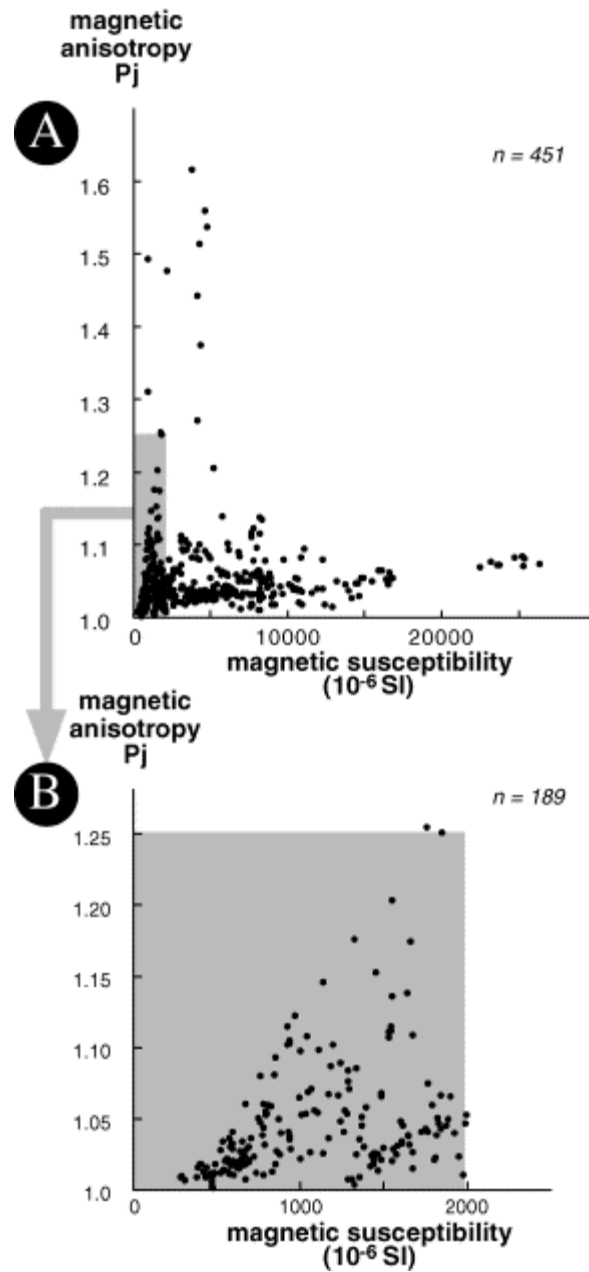 magnetic
anisotropy
Pj
A
n = 451
1.6
1.5
1.4
1.3
1.2
1.1
1.0
0 10000 20000
magnetic susceptibility
(10⁻⁶ SI)
magnetic
anisotropy
Pj
B
n = 189
1.25
1.20
1.15
1.10
1.05
1.0
0 1000 2000
magnetic susceptibility
(10⁻⁶ SI)